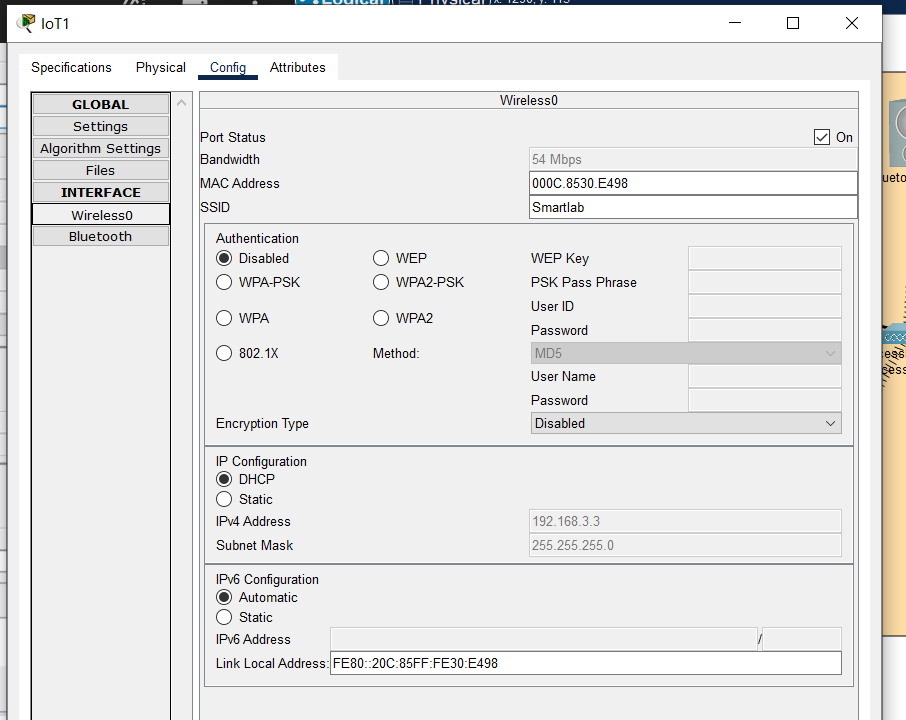 Logical Physical x: 1290, y: 115
IoT1
Specifications Physical Config Attributes
GLOBAL
Settings
Algorithm Settings
Files
INTERFACE
Wireless0
Bluetooth
Wireless0
Port Status On
Bandwidth 54 Mbps
MAC Address 000C.8530.E498
SSID Smartlab
Authentication
Disabled WEP WEP Key
WPA-PSK WPA2-PSK PSK Pass Phrase
User ID
WPA WPA2
Password
802.1X Method: MD5
User Name
Password
Encryption Type Disabled
IP Configuration
DHCP
Static
IPv4 Address 192.168.3.3
Subnet Mask 255.255.255.0
IPv6 Configuration
Automatic
Static
IPv6 Address /
Link Local Address: FE80::20C:85FF:FE30:E498